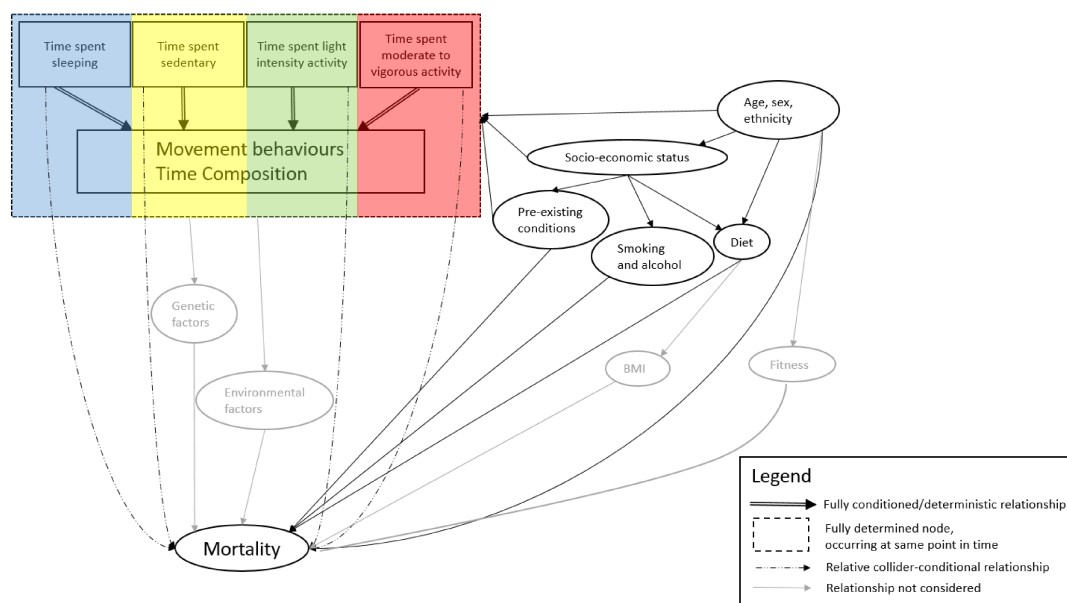 Time spent
sleeping
Time spent
sedentary
Time spent light
intensity activity
Time spent
moderate to
vigorous activity
Movement behaviours
Time Composition
Age, sex,
ethnicity
Socio-economic status
Pre-existing
conditions
Smoking
and alcohol
Diet
Genetic
factors
Environmental
factors
BMI
Fitness
Mortality
Legend
Fully conditioned/deterministic relationship
Fully determined node,
occurring at same point in time
Relative collider-conditional relationship
Relationship not considered